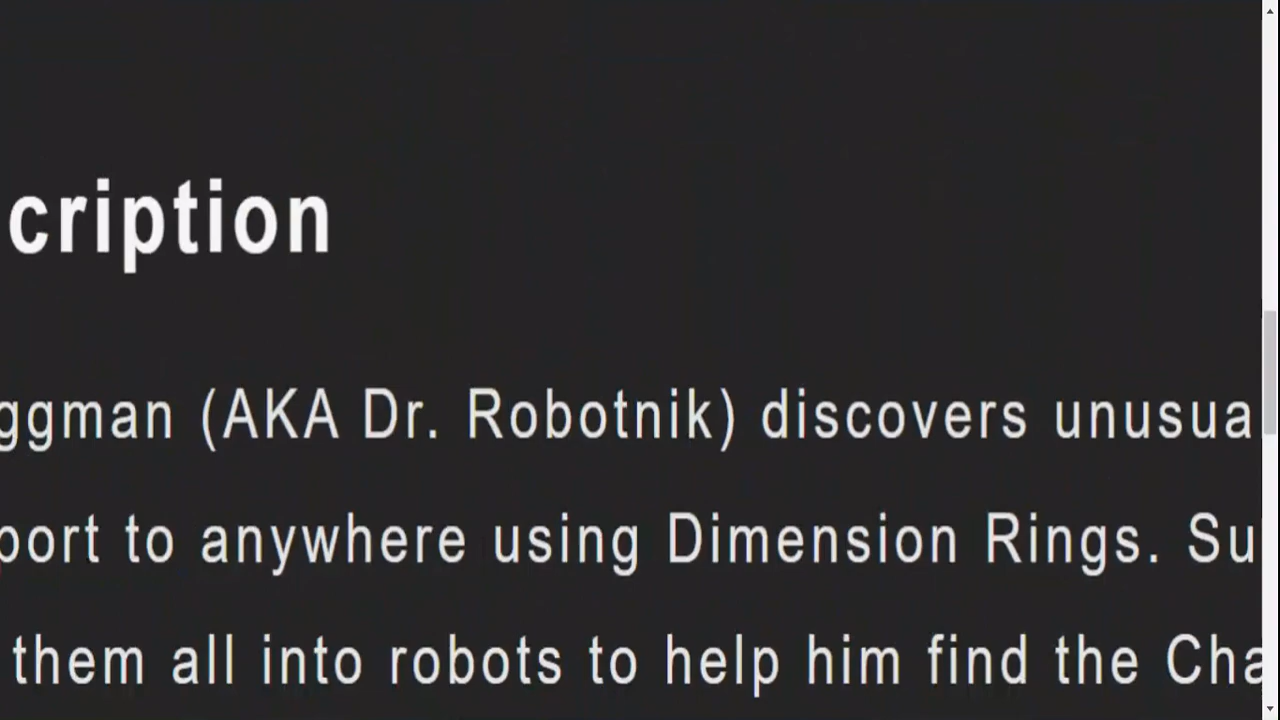 cription
ggman (AKA Dr. Robotnik) discovers unusua
port to anywhere using Dimension Rings. Su
them all into robots to help him find the Cha